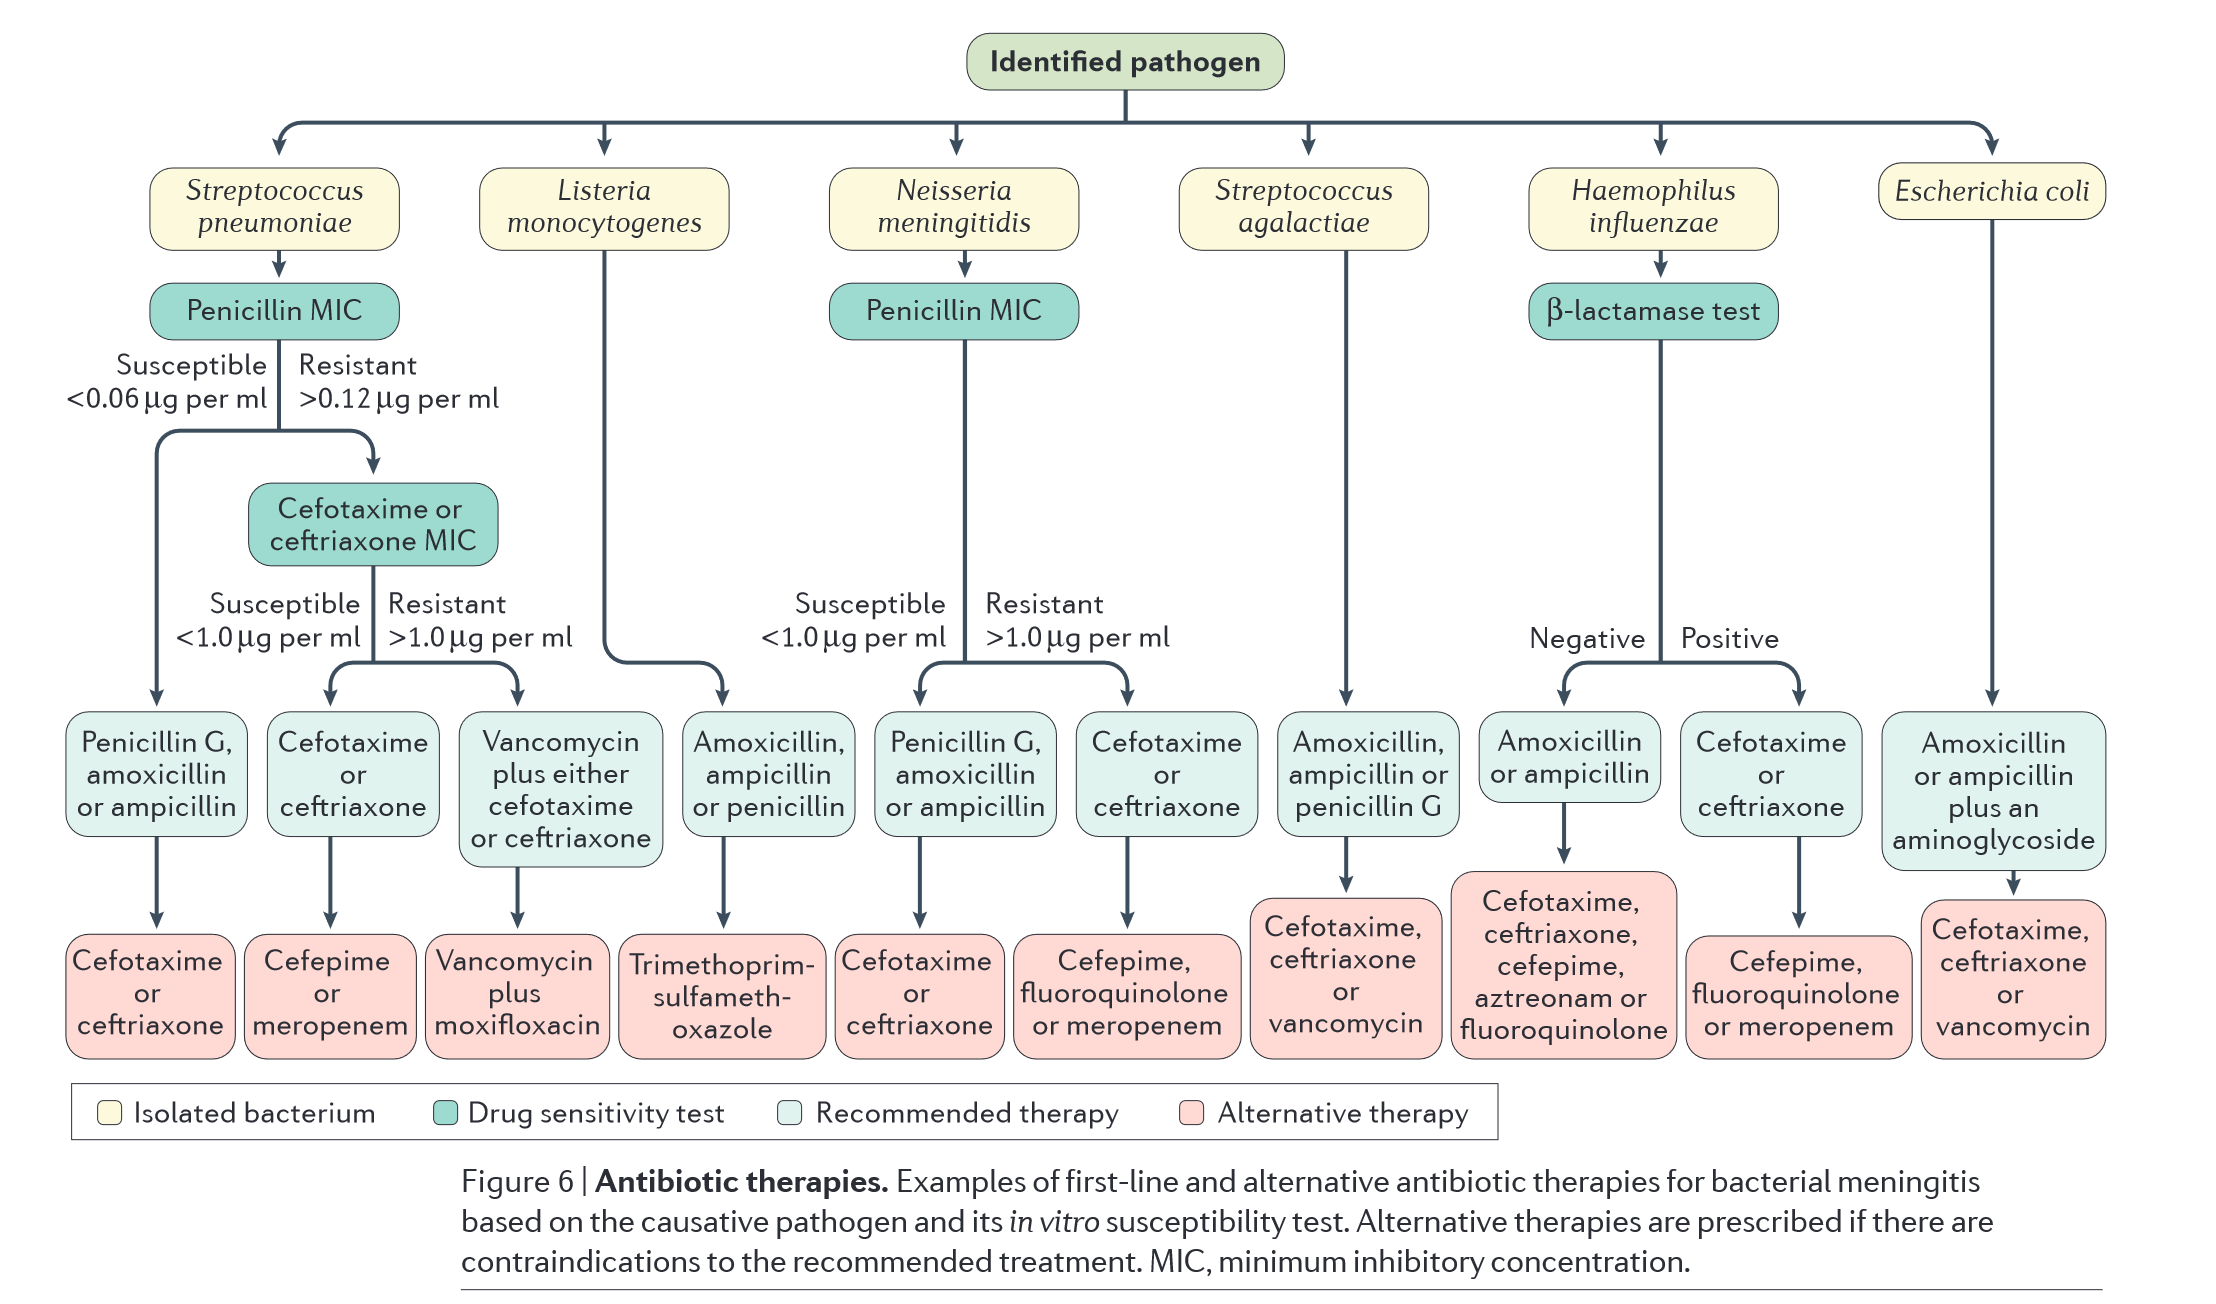 Identified pathogen
Streptococcus
pneumoniae
Listeria
monocytogenes
Neisseria
meningitidis
Streptococcus
agalactiae
Haemophilus
influenzae
Escherichia coli
Penicillin MIC
Penicillin MIC
β-lactamase test
Susceptible
<0.06 μg per ml
Resistant
>0.12 μg per ml
Cefotaxime or
ceftriaxone MIC
Susceptible
<1.0 μg per ml
Resistant
>1.0 μg per ml
Susceptible
<1.0 μg per ml
Resistant
>1.0 μg per ml
Negative
Positive
Penicillin G,
amoxicillin
or ampicillin
Cefotaxime
or
ceftriaxone
Vancomycin
plus either
cefotaxime
or ceftriaxone
Amoxicillin,
ampicillin
or penicillin
Penicillin G,
amoxicillin
or ampicillin
Cefotaxime
or
ceftriaxone
Amoxicillin,
ampicillin or
penicillin G
Amoxicillin
or ampicillin
Cefotaxime
or
ceftriaxone
Amoxicillin
or ampicillin
plus an
aminoglycoside
Cefotaxime
or
ceftriaxone
Cefepime
or
meropenem
Vancomycin
plus
moxifloxacin
Trimethoprim-
sulfameth-
oxazole
Cefotaxime
or
ceftriaxone
Cefepime,
fluoroquinolone
or meropenem
Cefotaxime,
ceftriaxone
or
vancomycin
Cefotaxime,
ceftriaxone,
cefepime,
aztreonam or
fluoroquinolone
Cefepime,
fluoroquinolone
or meropenem
Cefotaxime,
ceftriaxone
or
vancomycin
Isolated bacterium
Drug sensitivity test
Recommended therapy
Alternative therapy
Figure 6 | Antibiotic therapies. Examples of first-line and alternative antibiotic therapies for bacterial meningitis
based on the causative pathogen and its in vitro susceptibility test. Alternative therapies are prescribed if there are
contraindications to the recommended treatment. MIC, minimum inhibitory concentration.